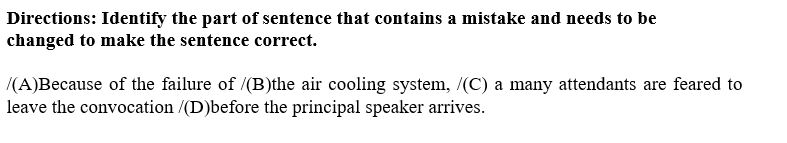 Directions: Identify the part of sentence that contains a mistake and needs to be
changed to make the sentence correct.
/(A)Because of the failure of /(B)the air cooling system, /(C) a many attendants are feared to
leave the convocation /(D)before the principal speaker arrives.